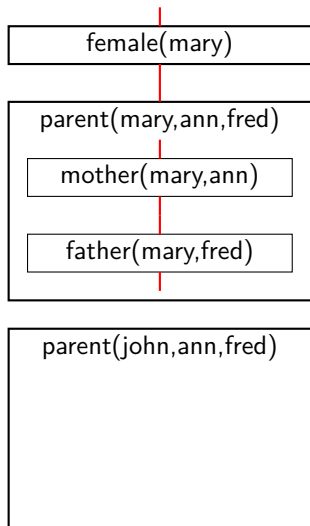 female(mary)
parent(mary,ann,fred)
mother(mary,ann)
father(mary,fred)
parent(john,ann,fred)